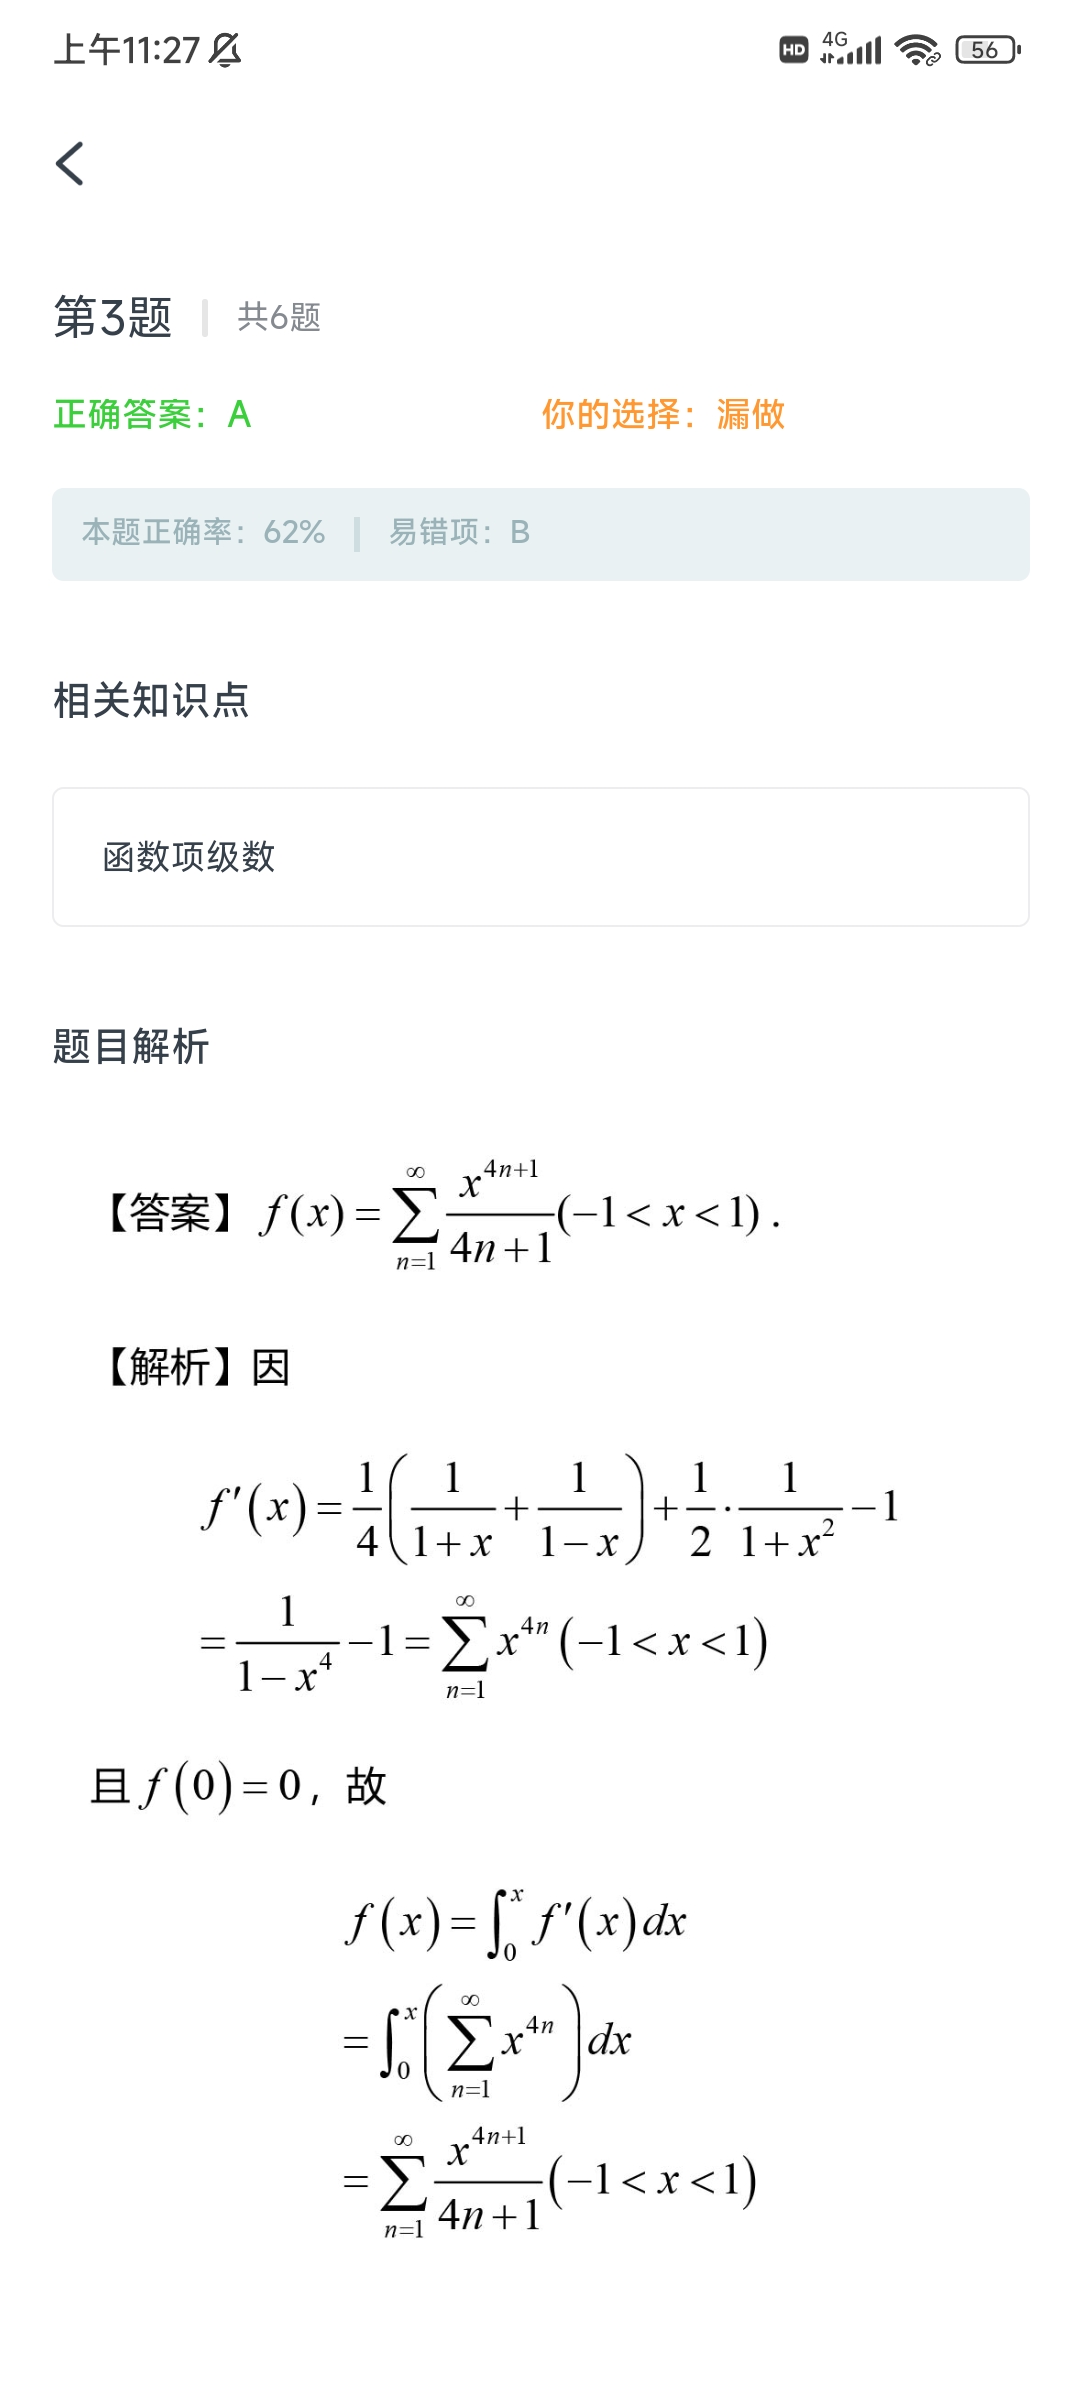 上午11:27 HD 4G 56
第3题 | 共6题
正确答案：A 你的选择：漏做
本题正确率：62% | 易错项：B
相关知识点
函数项级数
题目解析
【答案】 f(x) = \sum_{n=1}^{\infty} \frac{x^{4n+1}}{4n+1} (-1 < x < 1) .
【解析】因
f'(x) = \frac{1}{4} \left( \frac{1}{1+x} + \frac{1}{1-x} \right) + \frac{1}{2} \cdot \frac{1}{1+x^2} - 1
= \frac{1}{1-x^4} - 1 = \sum_{n=1}^{\infty} x^{4n} (-1 < x < 1)
且 f(0) = 0，故
f(x) = \int_0^x f'(x)dx
= \int_0^x \left( \sum_{n=1}^{\infty} x^{4n} \right) dx
= \sum_{n=1}^{\infty} \frac{x^{4n+1}}{4n+1} (-1 < x < 1)